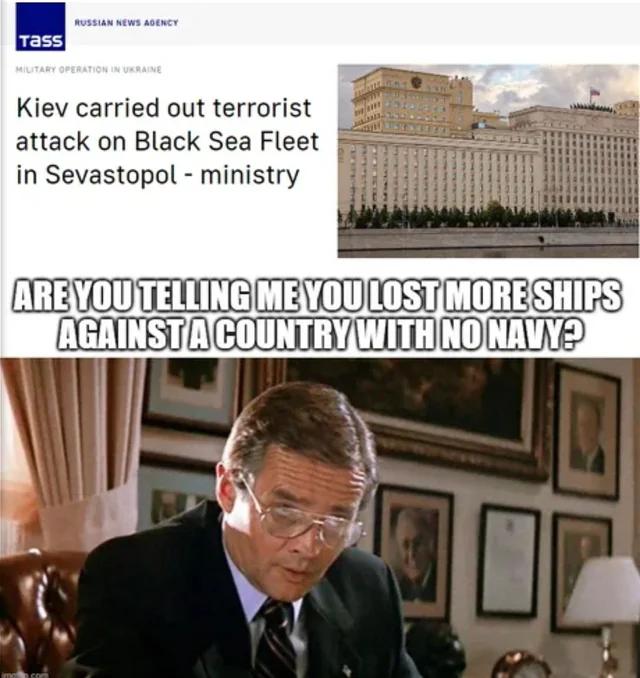 TASS
RUSSIAN NEWS AGENCY
MILITARY OPERATION IN UKRAINE
Kiev carried out terrorist
attack on Black Sea Fleet
in Sevastopol - ministry
ARE YOU TELLING ME YOU LOST MORE SHIPS
AGAINST A COUNTRY WITH NO NAVY?
imgflip.com